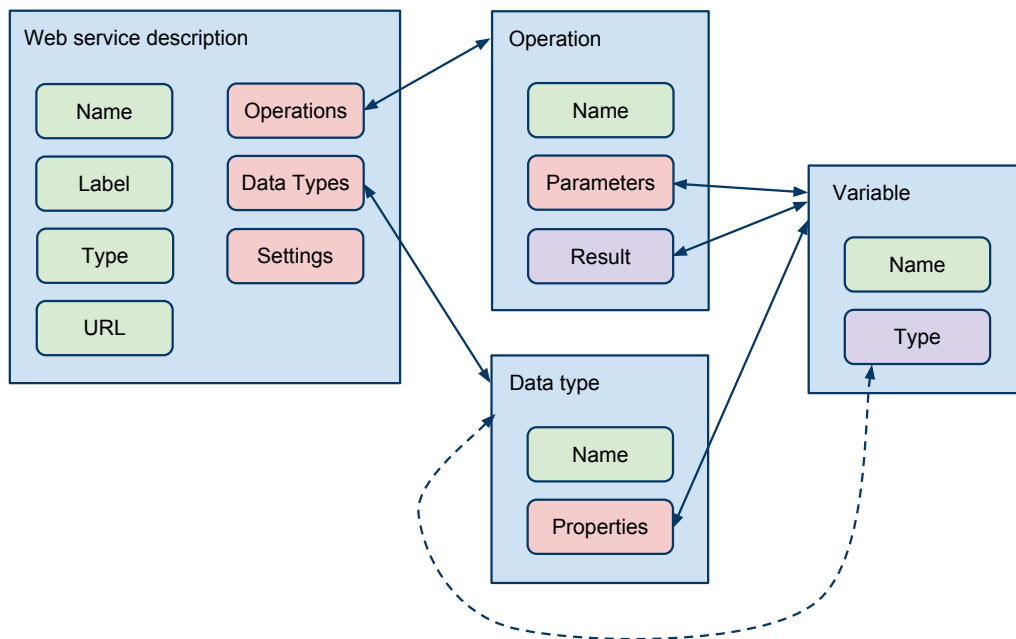 Web service description
Name
Label
Type
URL
Operations
Data Types
Settings
Operation
Name
Parameters
Result
Data type
Name
Properties
Variable
Name
Type